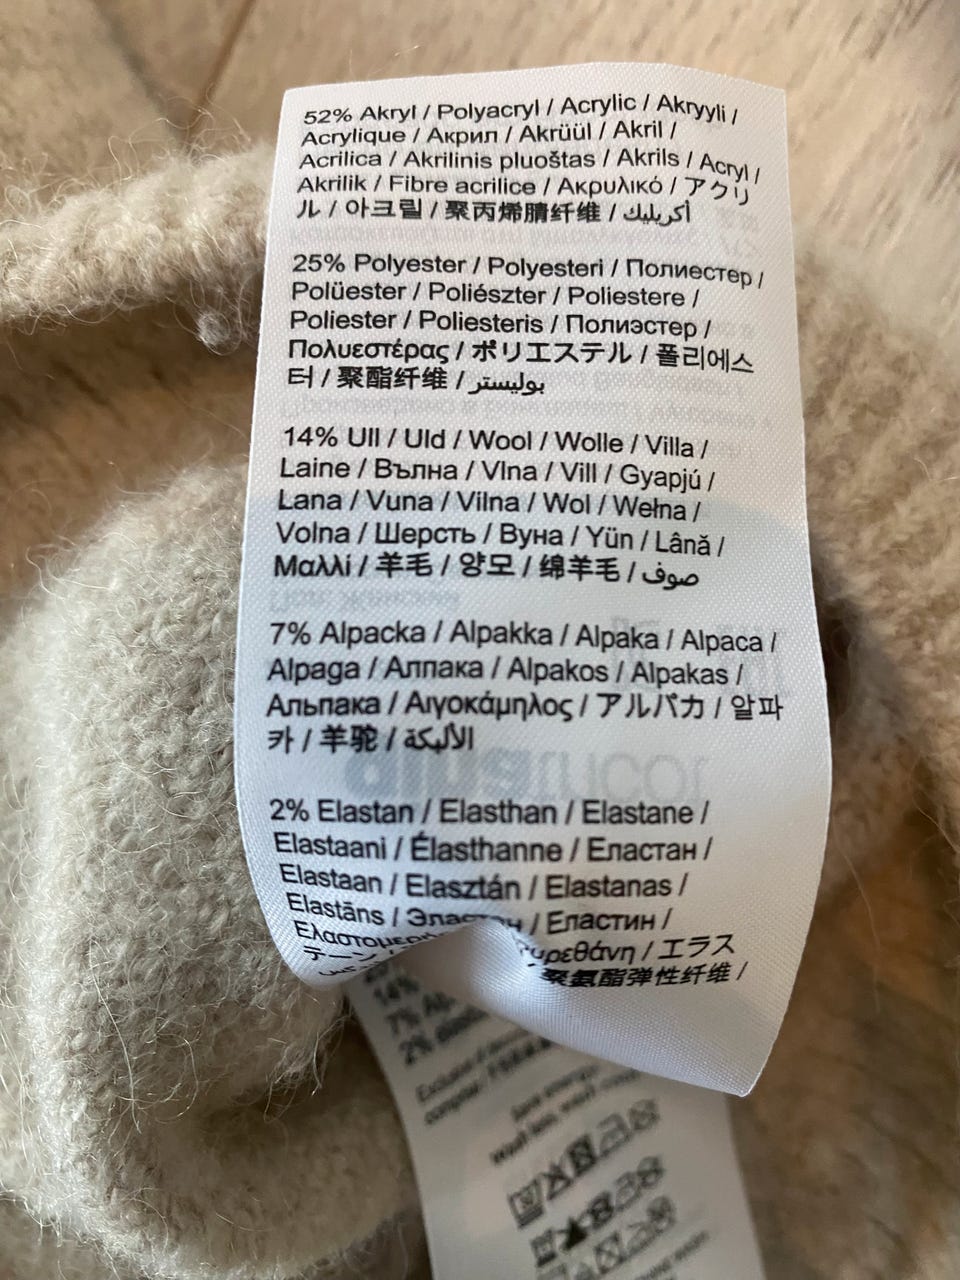 52% Akryl / Polyacryl / Acrylic / Akryyli /
Acrylique / Акрил / Akrüül / Akril /
Acrilica / Akrilinis pluoštas / Akrils / Acryl /
Akrilik / Fibre acrilice / Ακρυλικό / アクリ
ル / 아크릴 / 聚丙烯腈纤维 / أكريليك
25% Polyester / Polyesteri / Полиестер /
Polüester / Poliészter / Poliestere /
Poliester / Poliesteris / Полиэстер /
Πολυεστέρας / ポリエステル / 폴리에스
터 / 聚酯纤维 / بوليستر
14% Ull / Uld / Wool / Wolle / Villa /
Laine / Вълна / Vlna / Vill / Gyapjú /
Lana / Vuna / Vilna / Wol / Wełna /
Volna / Шерсть / Вуна / Yün / Lână /
Μαλλί / 羊毛 / 양모 / 绵羊毛 / صوف
7% Alpacka / Alpakka / Alpaka / Alpaca /
Alpaga / Алпака / Alpakos / Alpakas /
Альпака / Αιγοκάμηλος / アルパカ / 알파
카 / 羊驼 / الألبكة
2% Elastan / Elasthan / Elastane /
Elastaani / Élasthanne / Еластан /
Elastaan / Elasztán / Elastanas /
Elastāns / / Еластин /
/ エラス
テーン / 聚氨酯弹性纤维 /
14%
7%
2%